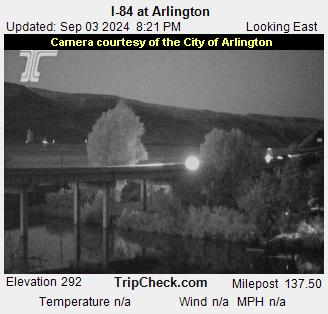 I-84 at Arlington
Updated: Sep 03 2024 8:21 PM Looking East
Camera courtesy of the City of Arlington
Elevation 292 TripCheck.com Milepost 137.50
Temperature n/a Wind n/a MPH n/a